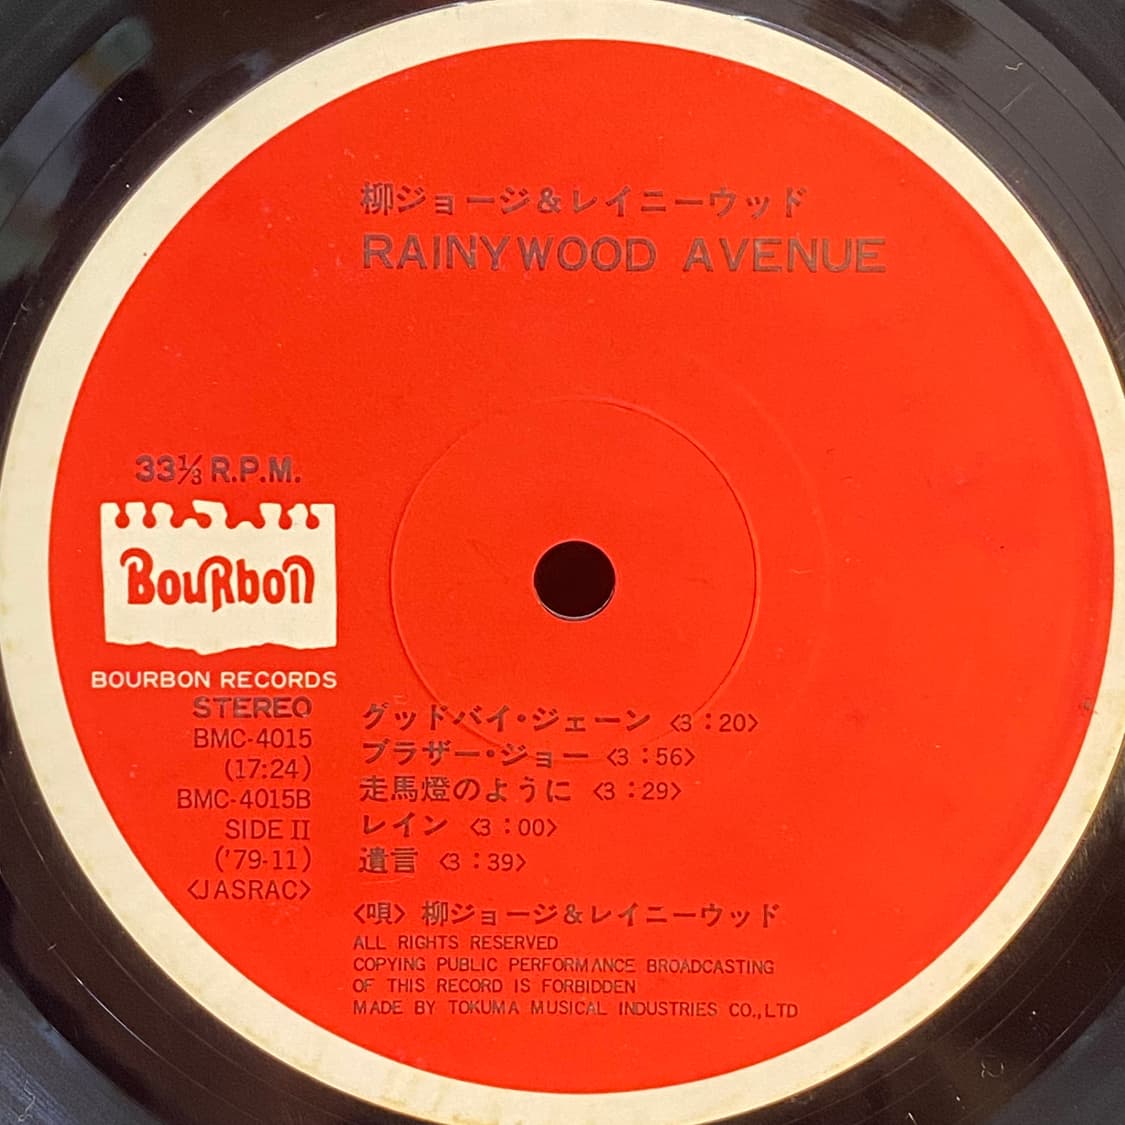 柳ジョージ&レイニーウッド
RAINYWOOD AVENUE
33⅓ R.P.M.
BouRbon
BOURBON RECORDS
STEREO
BMC-4015
(17:24)
BMC-4015B
SIDE II
('79-11)
<JASRAC>
グッドバイ・ジェーン <3:20>
ブラザー・ジョー <3:56>
走馬燈のように <3:29>
レイン <3:00>
遺言 <3:39>
<唄> 柳ジョージ&レイニーウッド
ALL RIGHTS RESERVED
COPYING PUBLIC PERFORMANCE BROADCASTING
OF THIS RECORD IS FORBIDDEN
MADE BY TOKUMA MUSICAL INDUSTRIES CO.,LTD